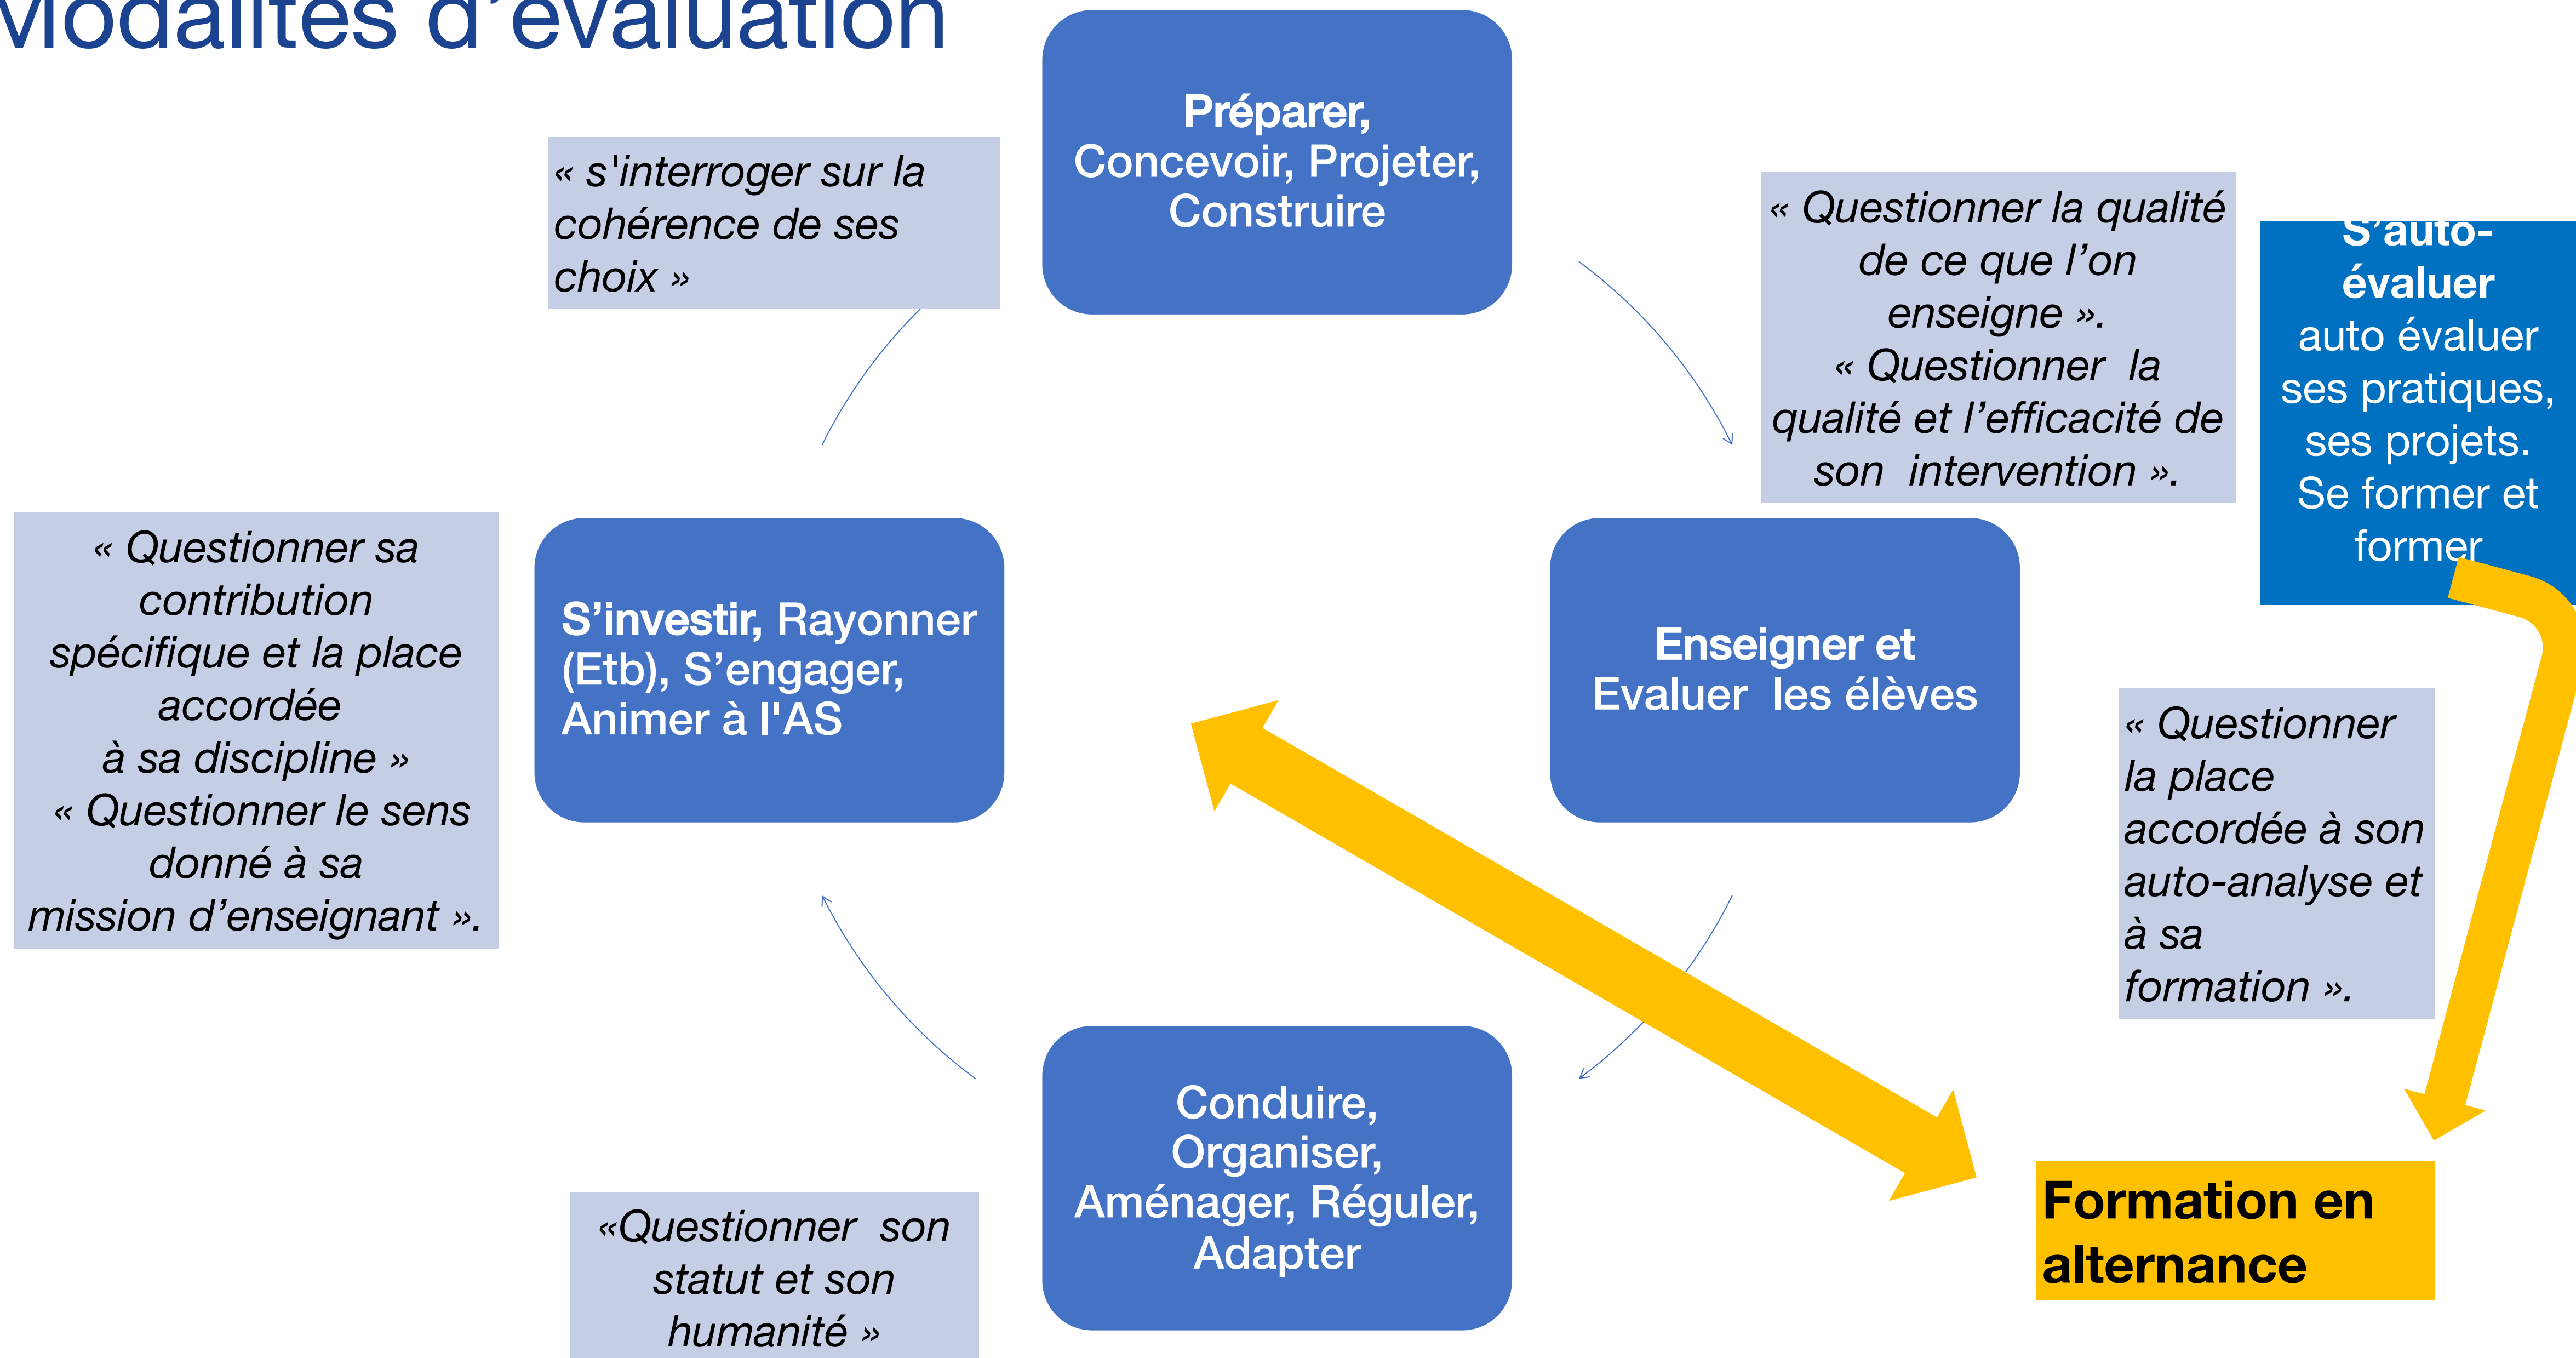 Modalités d’évaluation
Préparer,
Concevoir, Projeter,
Construire
« s'interroger sur la
cohérence de ses
choix »
« Questionner la qualité
de ce que l’on
enseigne ».
« Questionner  la
qualité et l’efficacité de
son  intervention ».
S’auto-
évaluer
auto évaluer
ses pratiques,
ses projets.
Se former et
former
« Questionner sa
contribution
spécifique et la place
accordée
à sa discipline »
« Questionner le sens
donné à sa
mission d’enseignant ».
S’investir, Rayonner
(Etb), S’engager,
Animer à l'AS
Enseigner et
Evaluer  les élèves
« Questionner
la place
accordée à son
auto-analyse et
à sa
formation ».
Conduire,
Organiser,
Aménager, Réguler,
Adapter
«Questionner  son
statut et son
humanité »
Formation en
alternance